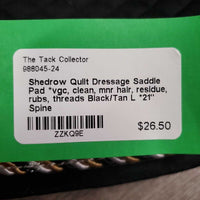 The Tack Collector
988045-24
Shedrow Quilt Dressage Saddle
Pad *vgc, clean, mnr hair, residue,
rubs, threads Black/Tan L "21"
Spine
$26.50
ZZKQ9E